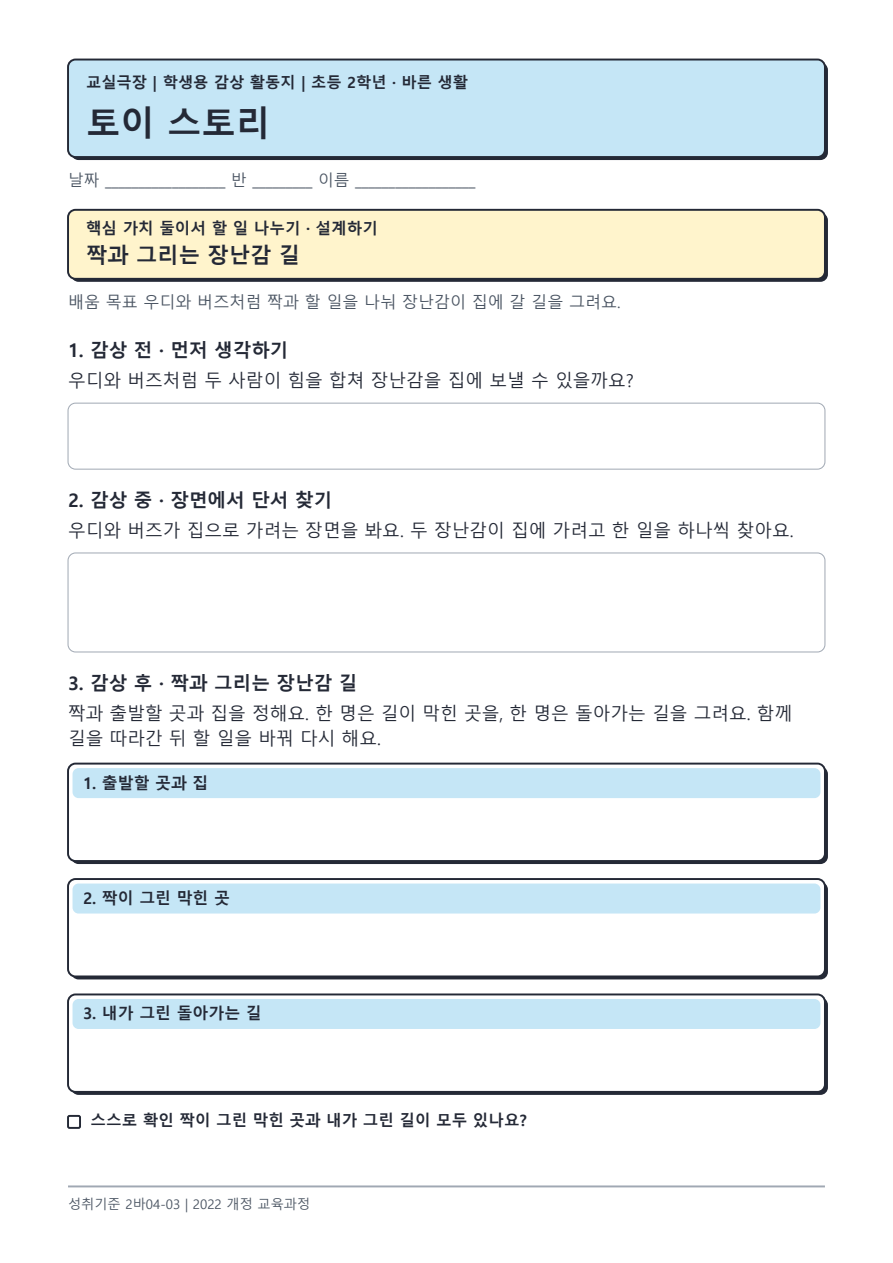 교실극장 | 학생용 감상 활동지 | 초등 2학년 · 바른 생활
토이 스토리
날짜 ________________ 반 ________ 이름 ________________
핵심 가치 둘이서 할 일 나누기 · 설계하기
짝과 그리는 장난감 길
배움 목표 우디와 버즈처럼 짝과 할 일을 나눠 장난감이 집에 갈 길을 그려요.
1. 감상 전 · 먼저 생각하기
우디와 버즈처럼 두 사람이 힘을 합쳐 장난감을 집에 보낼 수 있을까요?
2. 감상 중 · 장면에서 단서 찾기
우디와 버즈가 집으로 가려는 장면을 봐요. 두 장난감이 집에 가려고 한 일을 하나씩 찾아요.
3. 감상 후 · 짝과 그리는 장난감 길
짝과 출발할 곳과 집을 정해요. 한 명은 길이 막힌 곳을, 한 명은 돌아가는 길을 그려요. 함께
길을 따라간 뒤 할 일을 바꿔 다시 해요.
1. 출발할 곳과 집
2. 짝이 그린 막힌 곳
3. 내가 그린 돌아가는 길
스스로 확인 짝이 그린 막힌 곳과 내가 그린 길이 모두 있나요?
성취기준 2바04-03 | 2022 개정 교육과정